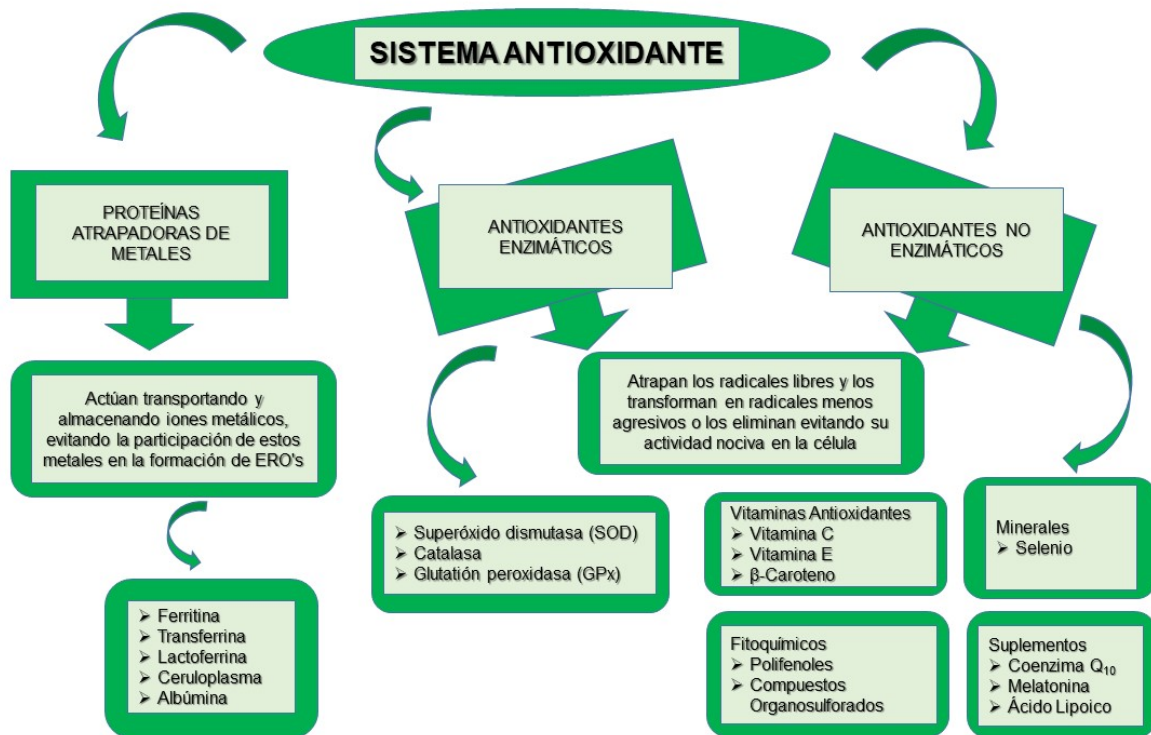 SISTEMA ANTIOXIDANTE
PROTEÍNAS
ATRAPADORAS DE
METALES
ANTIOXIDANTES
ENZIMÁTICOS
ANTIOXIDANTES NO
ENZIMÁTICOS
Actúan transportando y
almacenando iones metálicos,
evitando la participación de estos
metales en la formación de ERO's
Atrapan los radicales libres y los
transforman en radicales menos
agresivos o los eliminan evitando su
actividad nociva en la célula
➢ Ferritina
➢ Transferrina
➢ Lactoferrina
➢ Ceruloplasma
➢ Albúmina
➢ Superóxido dismutasa (SOD)
➢ Catalasa
➢ Glutatión peroxidasa (GPx)
Vitaminas Antioxidantes
➢ Vitamina C
➢ Vitamina E
➢ β-Caroteno
Minerales
➢ Selenio
Fitoquímicos
➢ Polifenoles
➢ Compuestos
Organosulforados
Suplementos
➢ Coenzima Q₁₀
➢ Melatonina
➢ Ácido Lipoico